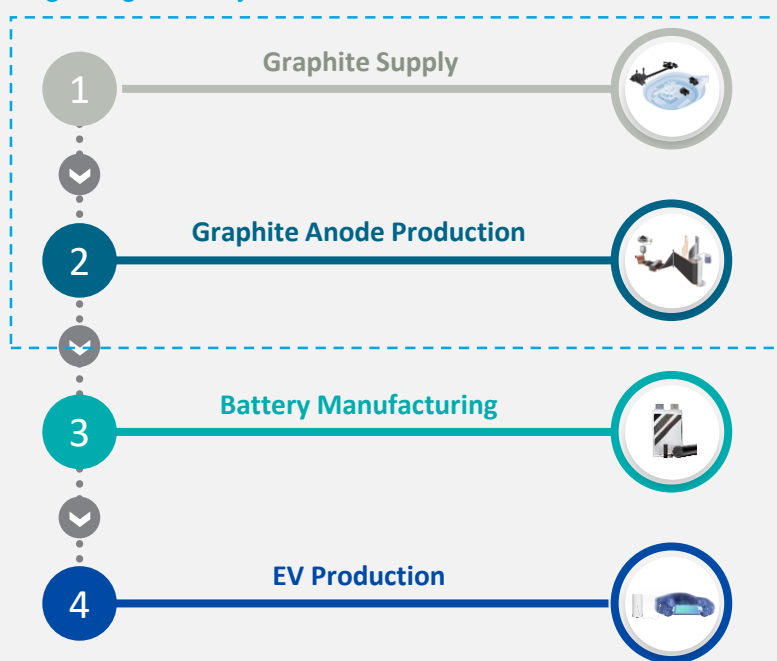 1
Graphite Supply
2
Graphite Anode Production
3
Battery Manufacturing
4
EV Production